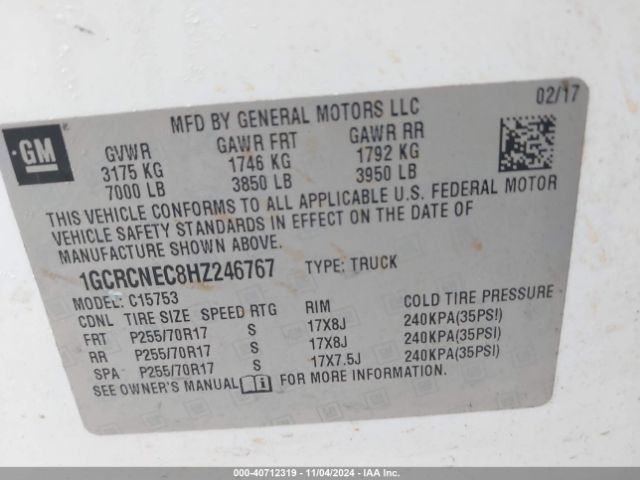 GM
MFD BY GENERAL MOTORS LLC
02/17
GVWR GAWR FRT GAWR RR
3175 KG 1746 KG 1792 KG
7000 LB 3850 LB 3950 LB
THIS VEHICLE CONFORMS TO ALL APPLICABLE U.S. FEDERAL MOTOR
VEHICLE SAFETY STANDARDS IN EFFECT ON THE DATE OF
MANUFACTURE SHOWN ABOVE.
1GCRCNEC8HZ246767 TYPE: TRUCK
MODEL: C15753
CDNL TIRE SIZE SPEED RTG RIM COLD TIRE PRESSURE
FRT P255/70R17 S 17X8J 240KPA(35PSI)
RR P255/70R17 S 17X8J 240KPA(35PSI)
SPA P255/70R17 S 17X7.5J 240KPA(35PSI)
SEE OWNER'S MANUAL FOR MORE INFORMATION.
000-40712319 - 11/04/2024 - IAA Inc.